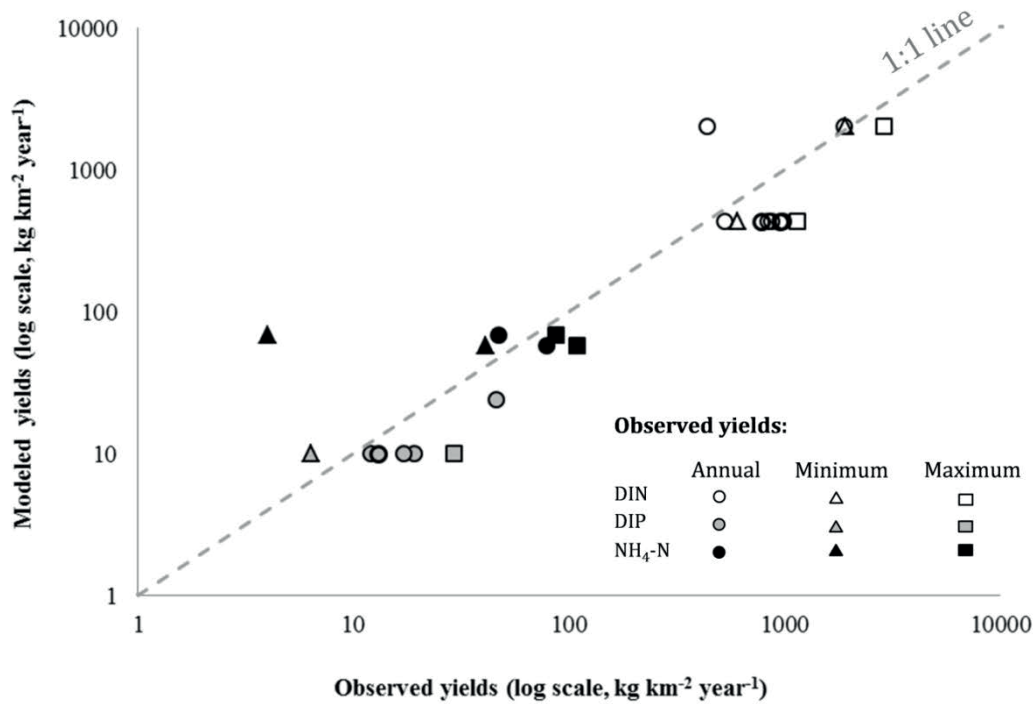 10000
1000
100
10
1
Modeled yields (log scale, kg km⁻² year⁻¹)
1:1 line
Observed yields:
Annual Minimum Maximum
DIN
DIP
NH₄-N
1 10 100 1000 10000
Observed yields (log scale, kg km⁻² year⁻¹)